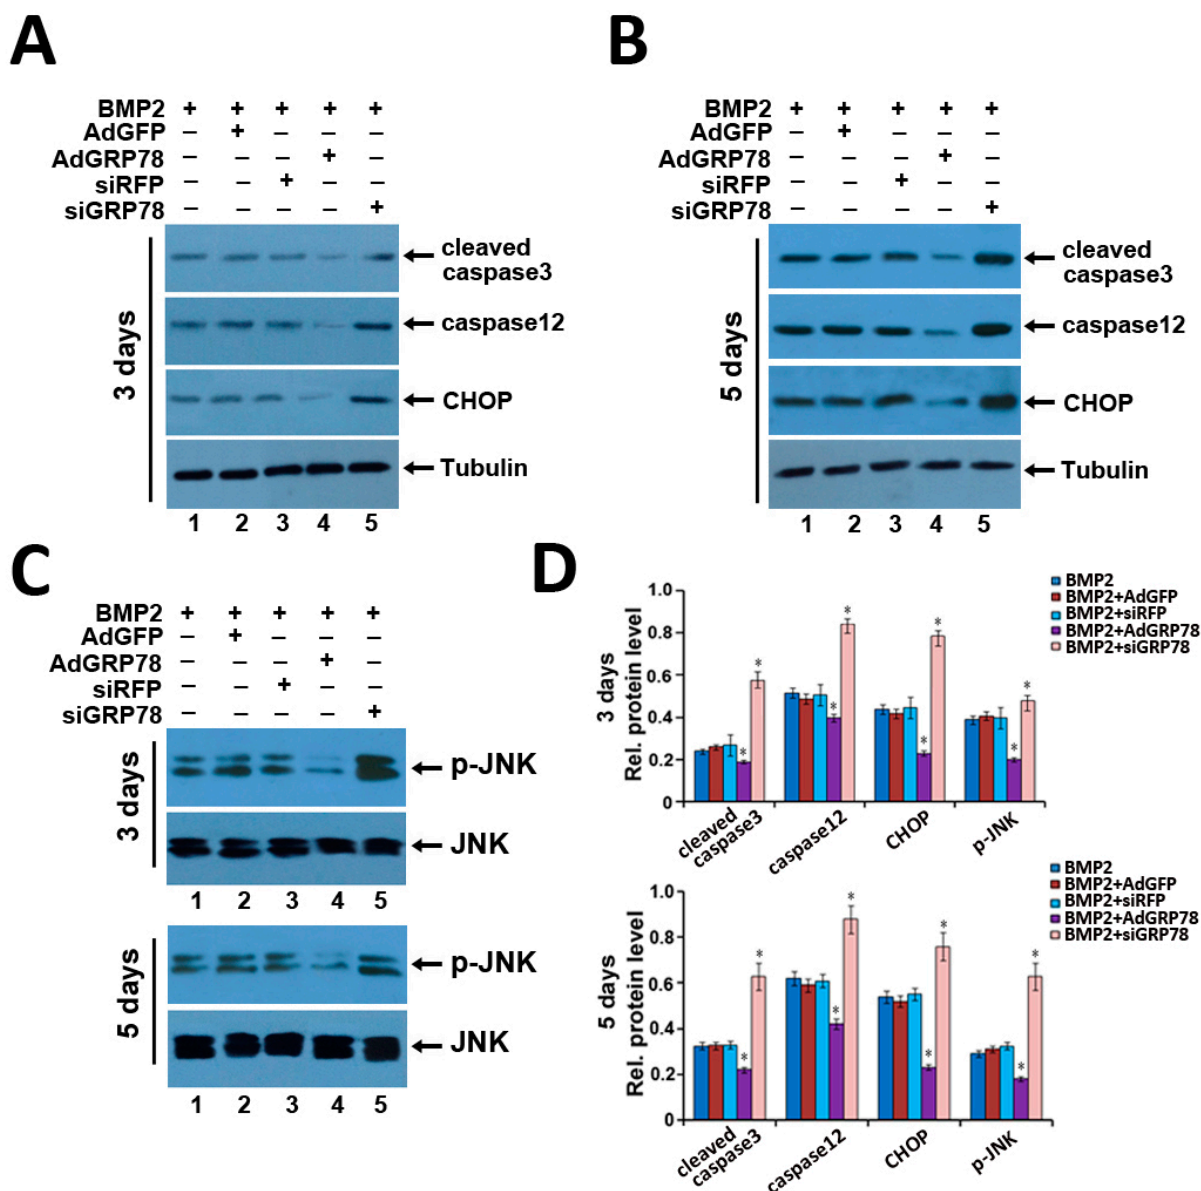 A
BMP2 + + + + +
AdGFP – + – – –
AdGRP78 – – – + –
siRFP – – + – –
siGRP78 – – – – +
3 days
cleaved
caspase3
caspase12
CHOP
Tubulin
1 2 3 4 5
B
BMP2 + + + + +
AdGFP – + – – –
AdGRP78 – – – + –
siRFP – – + – –
siGRP78 – – – – +
5 days
cleaved
caspase3
caspase12
CHOP
Tubulin
1 2 3 4 5
C
BMP2 + + + + +
AdGFP – + – – –
AdGRP78 – – – + –
siRFP – – + – –
siGRP78 – – – – +
3 days
p-JNK
JNK
1 2 3 4 5
5 days
p-JNK
JNK
1 2 3 4 5
D
3 days
Rel. protein level
1.0
0.8
0.6
0.4
0.2
0
* * * * * * * *
cleaved
caspase3
caspase12
CHOP
p-JNK
BMP2
BMP2+AdGFP
BMP2+siRFP
BMP2+AdGRP78
BMP2+siGRP78
5 days
Rel. protein level
1.0
0.8
0.6
0.4
0.2
0
* * * * * * * *
cleaved
caspase3
caspase12
CHOP
p-JNK
BMP2
BMP2+AdGFP
BMP2+siRFP
BMP2+AdGRP78
BMP2+siGRP78